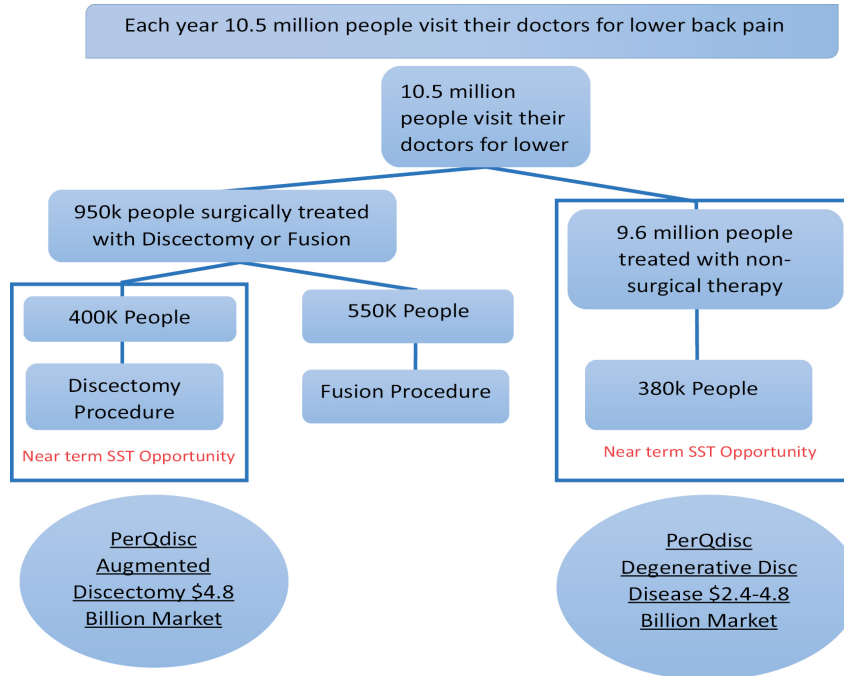 Each year 10.5 million people visit their doctors for lower back pain
10.5 million
people visit their
doctors for lower
950k people surgically treated
with Discectomy or Fusion
9.6 million people
treated with non-
surgical therapy
400K People
550K People
Discectomy
Procedure
Fusion Procedure
380k People
Near term SST Opportunity
Near term SST Opportunity
PerQdisc
Augmented
Discectomy $4.8
Billion Market
PerQdisc
Degenerative Disc
Disease $2.4-4.8
Billion Market